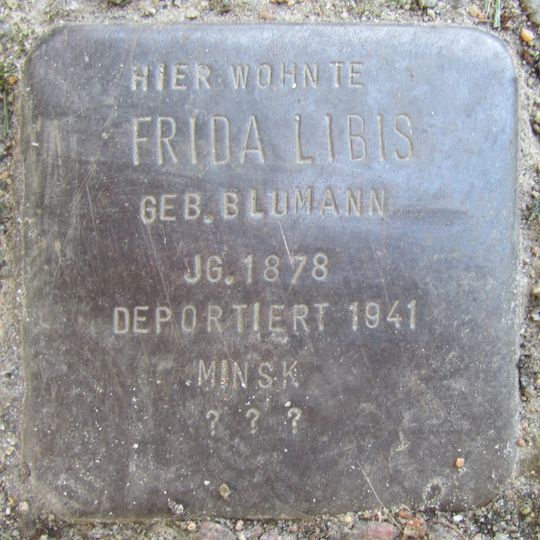 HIER WOHNTE
FRIDA LIBIS
GEB. BLUMANN
JG. 1878
DEPORTIERT 1941
MINSK
? ? ?